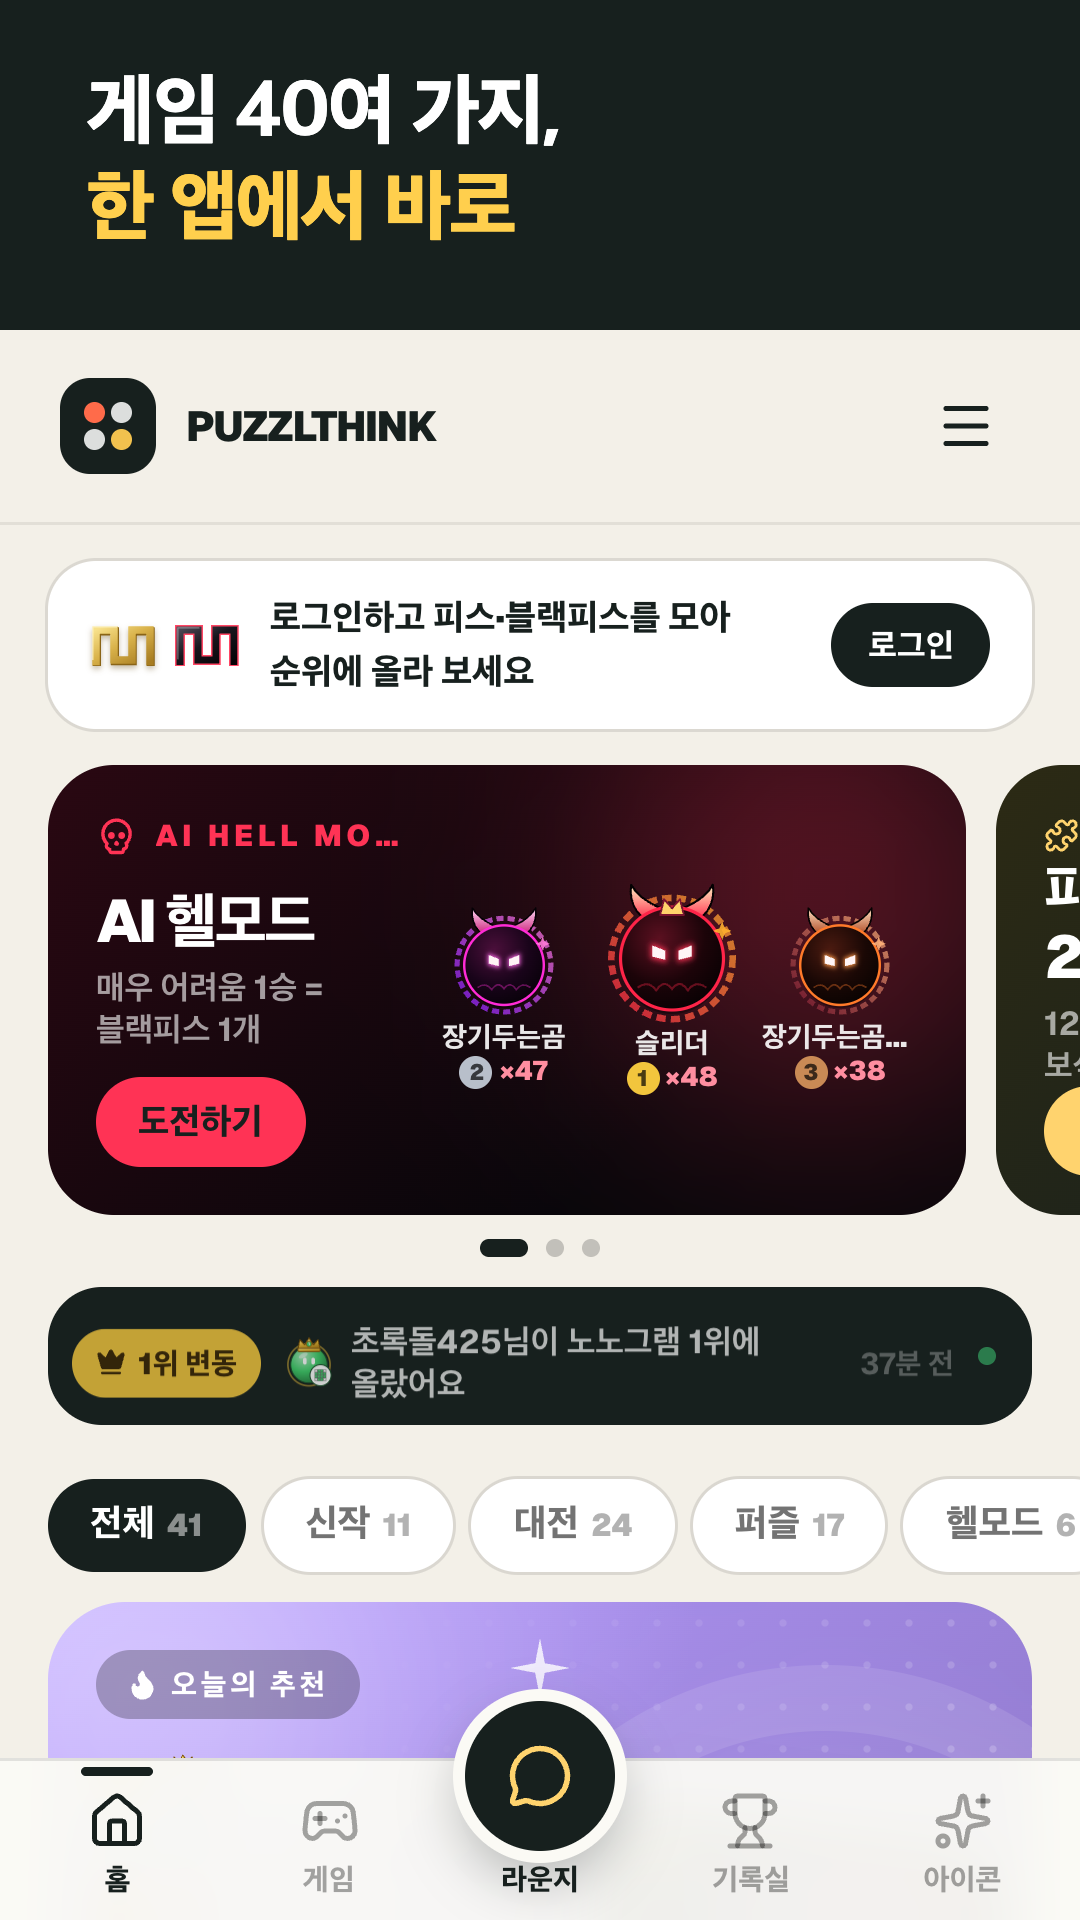 게임 40여 가지,
한 앱에서 바로
PUZZLTHINK
로그인하고 피스·블랙피스를 모아
순위에 올라 보세요
로그인
AI HELL MO…
AI 헬모드
매우 어려움 1승 =
블랙피스 1개
도전하기
장기두는곰
2 ×47
슬리더
1 ×48
장기두는곰…
3 ×38
2
12
1위 변동
초록돌425님이 노노그램 1위에
올랐어요
37분 전
전체 41
신작 11
대전 24
퍼즐 17
헬모드 6
오늘의 추천
홈
게임
라운지
기록실
아이콘